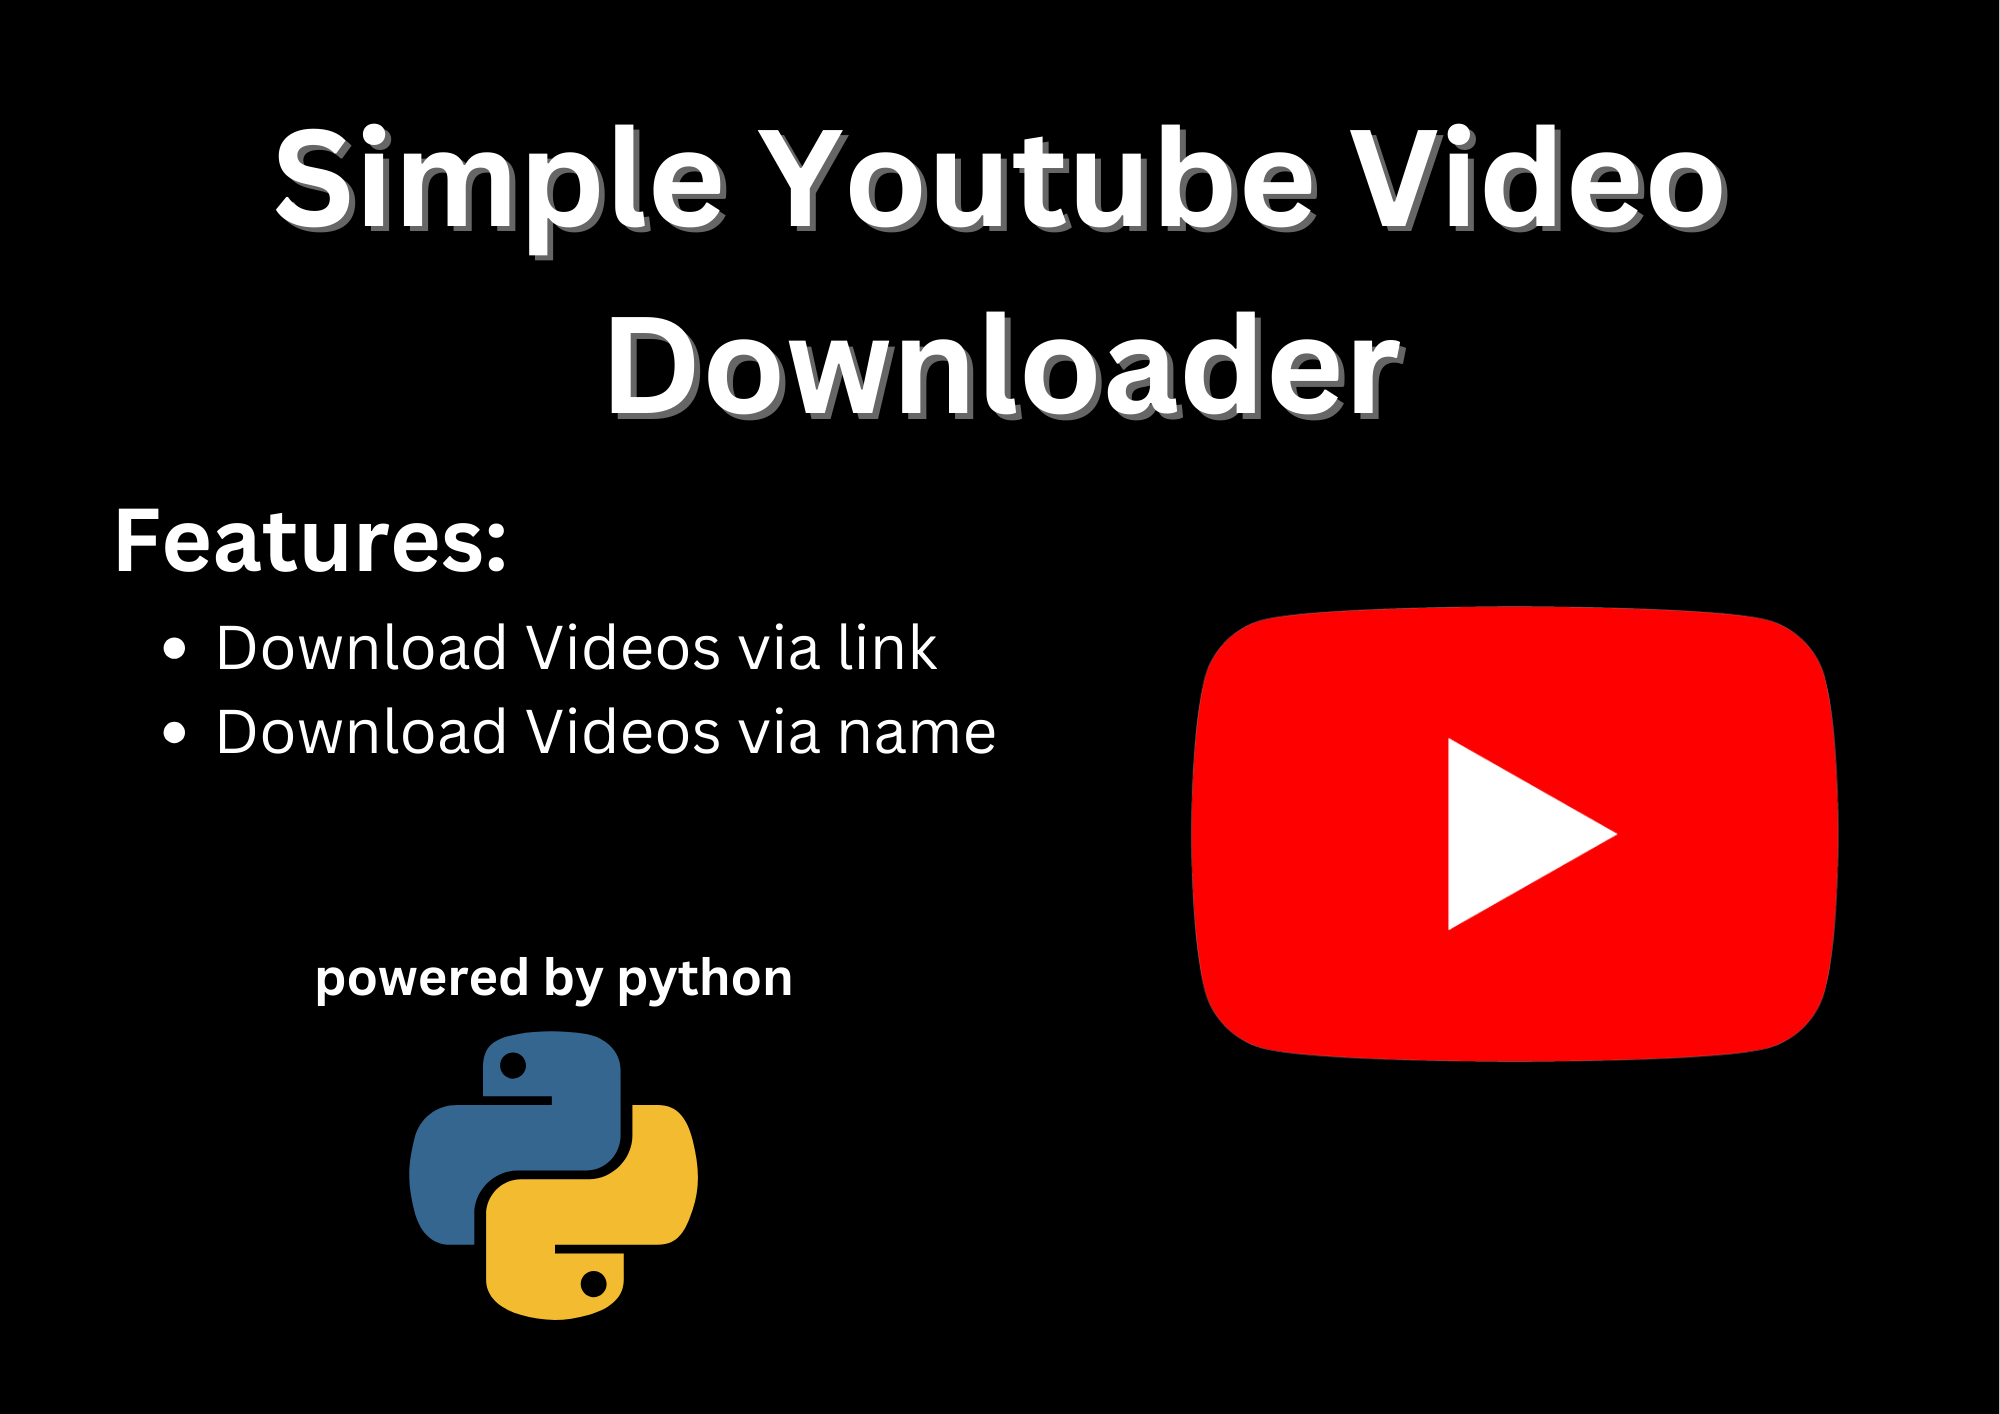 Simple Youtube Video
Downloader
Features:
• Download Videos via link
• Download Videos via name
powered by python